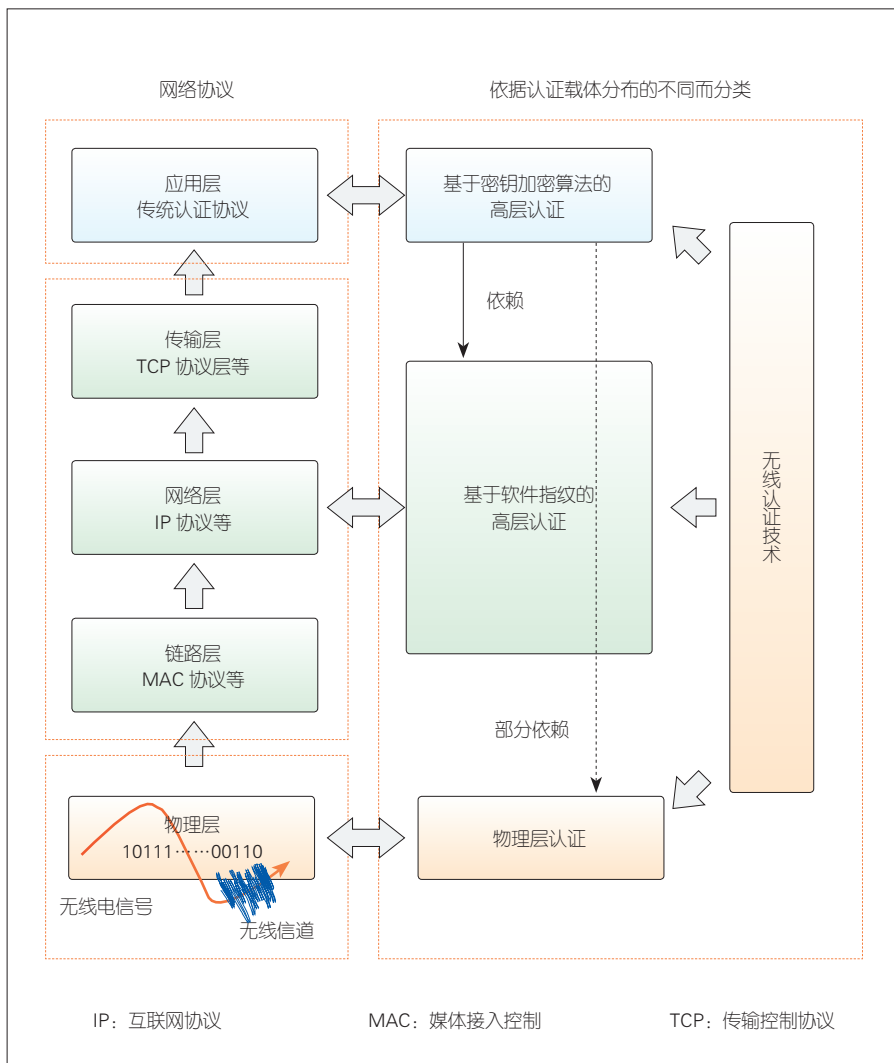 网络协议
依据认证载体分布的不同而分类
应用层
传统认证协议
基于密钥加密算法的
高层认证
依赖
传输层
TCP 协议层等
网络层
IP 协议等
基于软件指纹的
高层认证
无线认证技术
链路层
MAC 协议等
部分依赖
物理层
10111……00110
物理层认证
无线电信号
无线信道
IP：互联网协议
MAC：媒体接入控制
TCP：传输控制协议